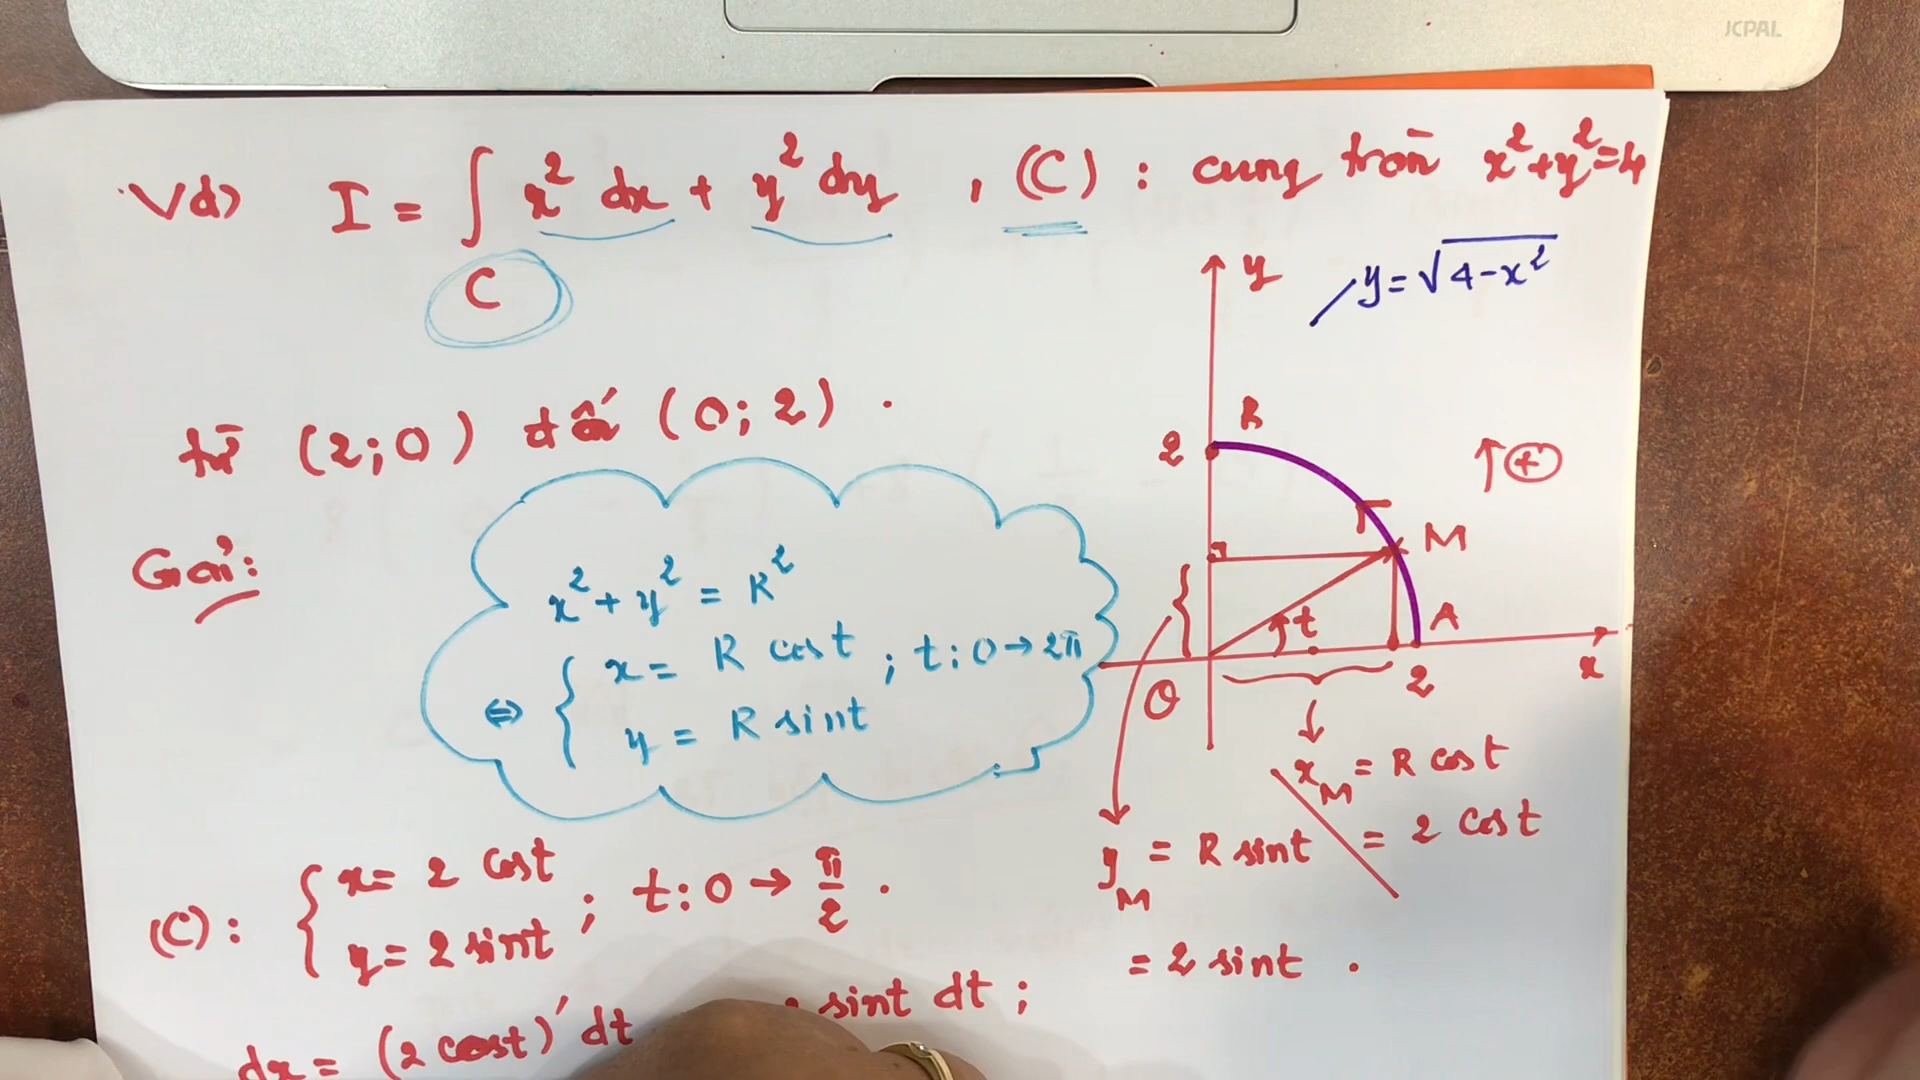 JCPAL
Vd) I = ∫ x² dx + y² dy , (C) : cung tròn x² + y² = 4
C
y
y = √(4 - x²)
từ (2;0) đến (0;2) .
B
2
↑ ⊕
M
Giải:
x² + y² = R²
t
A
⇔ { x = R cost ; t : 0 → 2π
y = R sint
O
2
x
x_M = R cost
= 2 cost
y_M = R sint
= 2 sint .
(C) : { x = 2 cost ; t : 0 → π/2 .
y = 2 sint
dx = (2 cost)' dt sint dt ;